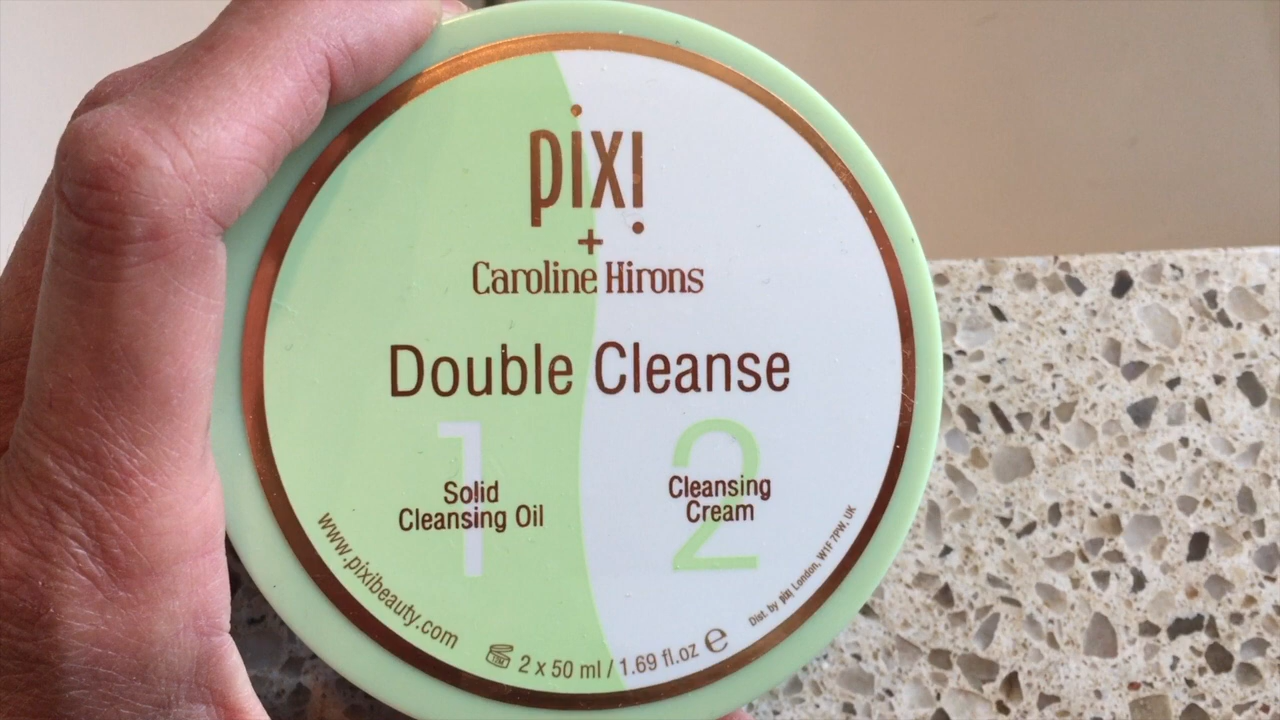 pixi
+
Caroline Hirons
Double Cleanse
1
Solid
Cleansing Oil
2
Cleansing
Cream
www.pixibeauty.com
2 x 50 ml / 1.69 fl.oz ℮
Dist. by pixi London, W1F 7PW, UK